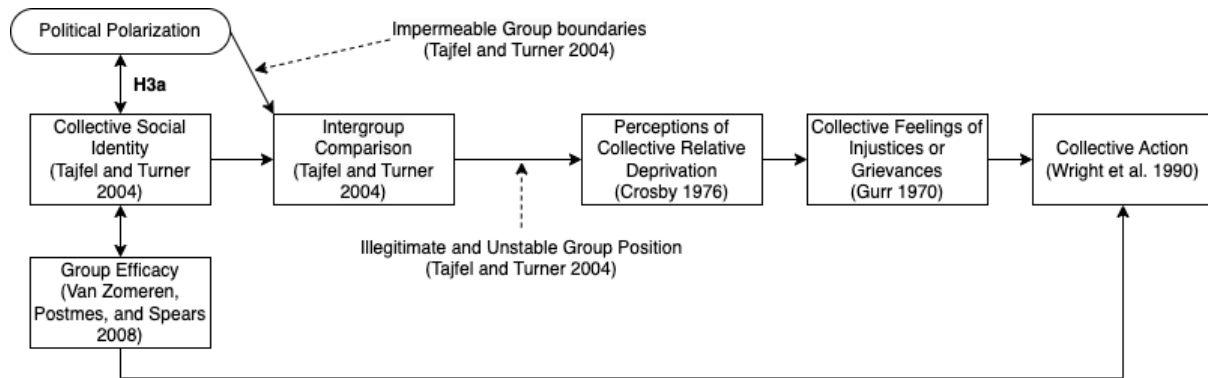 Political Polarization
Impermeable Group boundaries
(Tajfel and Turner 2004)
H3a
Collective Social
Identity
(Tajfel and Turner
2004)
Intergroup
Comparison
(Tajfel and Turner
2004)
Perceptions of
Collective Relative
Deprivation
(Crosby 1976)
Collective Feelings of
Injustices or
Grievances
(Gurr 1970)
Collective Action
(Wright et al. 1990)
Illegitimate and Unstable Group Position
(Tajfel and Turner 2004)
Group Efficacy
(Van Zomeren,
Postmes, and Spears
2008)